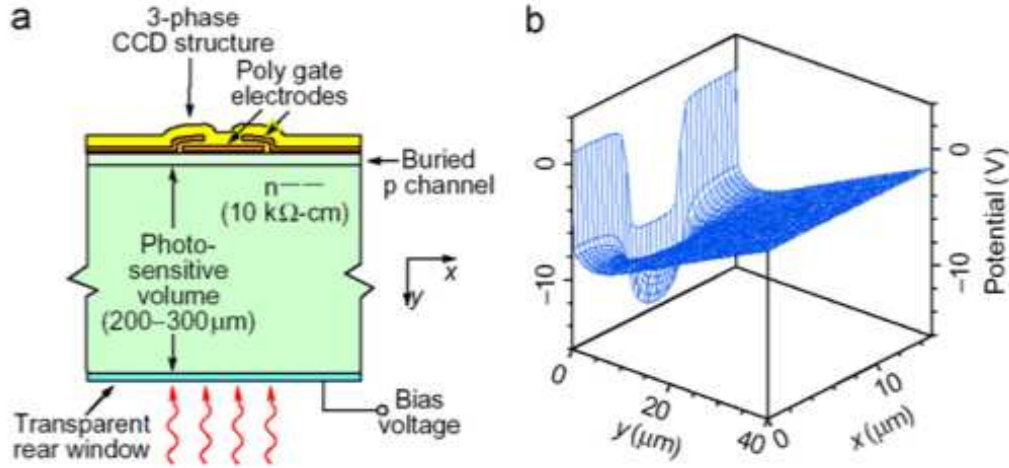 a
3-phase
CCD structure
Poly gate
electrodes
Buried
p channel
n−− −−
(10 kΩ-cm)
Photo-
sensitive
volume
(200–300μm)
x
y
Transparent
rear window
Bias
voltage
b
0
−10
0
−10
Potential (V)
0
20
40
y (μm)
0
10
x (μm)